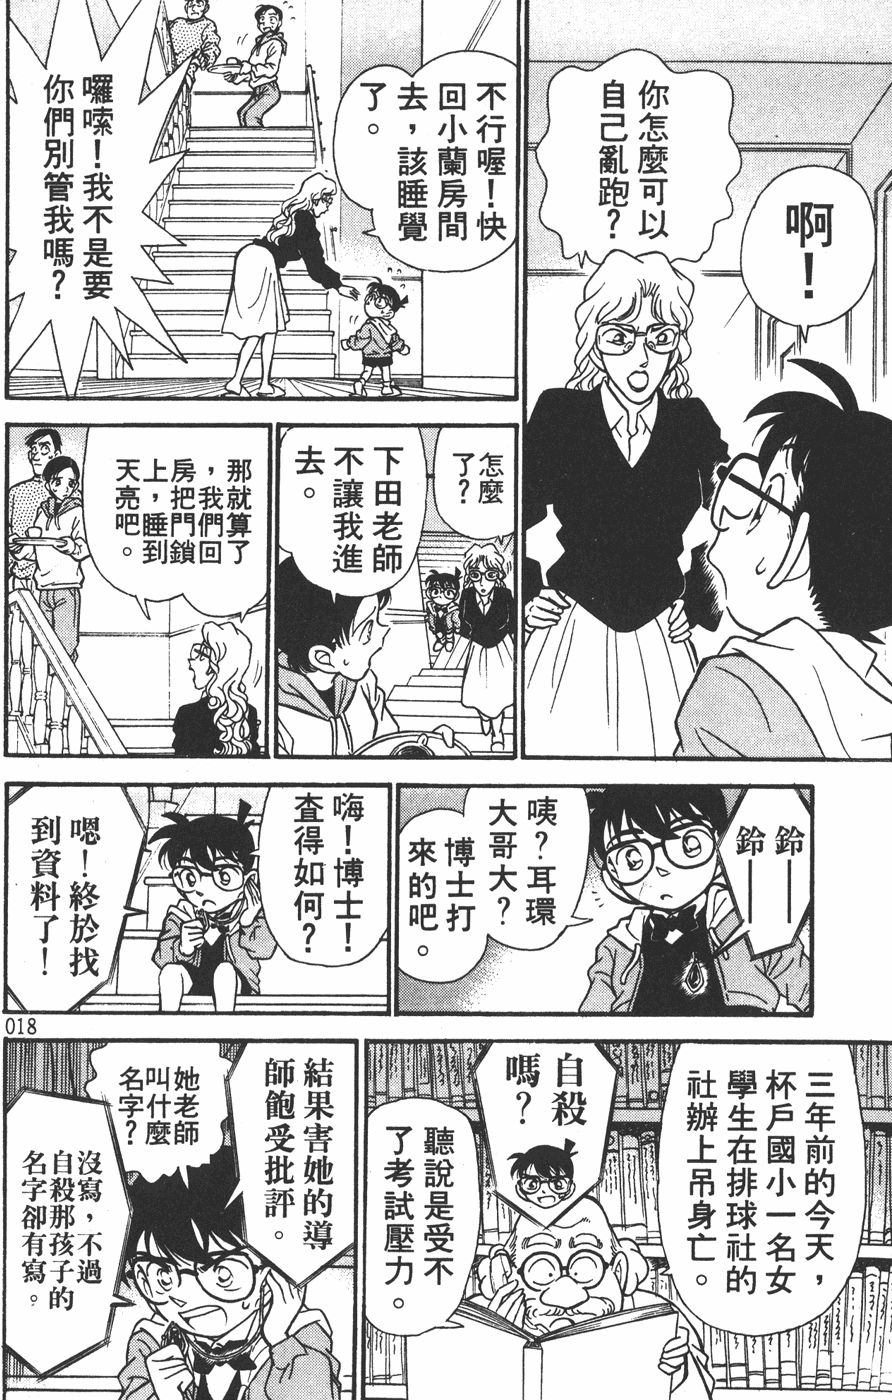 啊！
你怎麼可以
自己亂跑？
不行喔！快
回小蘭房間
去，該睡覺
了。
囉嗦！我不是要
你們別管我嗎？
怎麼
了？
下田老師
不讓我進
去。
那就算了
，我們回
房把門鎖
上，睡到
天亮吧。
鈴——
鈴——
咦？耳環
大哥大？
博士打
來的吧。
嗨！博士！
查得如何？
嗯！終於找
到資料了！
018
三年前的今天，
杯戶國小一名女
學生在排球社的
社辦上吊身亡。
自殺
嗎？
聽說是受不
了考試壓力。
結果害她的導
師飽受批評。
她老師
叫什麼
名字？
沒寫，不過
自殺那孩子的
名字卻有寫。